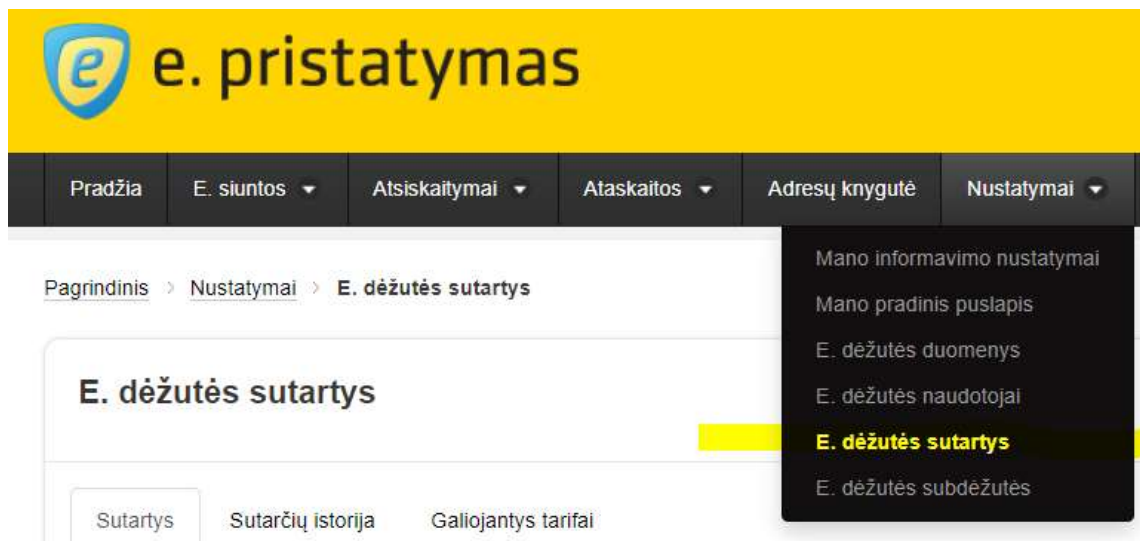 e e. pristatymas
Pradžia E. siuntos Atsiskaitymai Ataskaitos Adresų knygutė Nustatymai
Mano informavimo nustatymai
Pagrindinis > Nustatymai > E. dėžutės sutartys
Mano pradinis puslapis
E. dėžutės duomenys
E. dėžutės sutartys
E. dėžutės naudotojai
E. dėžutės sutartys
E. dėžutės subdėžutės
Sutartys Sutarčių istorija Galiojantys tarifai